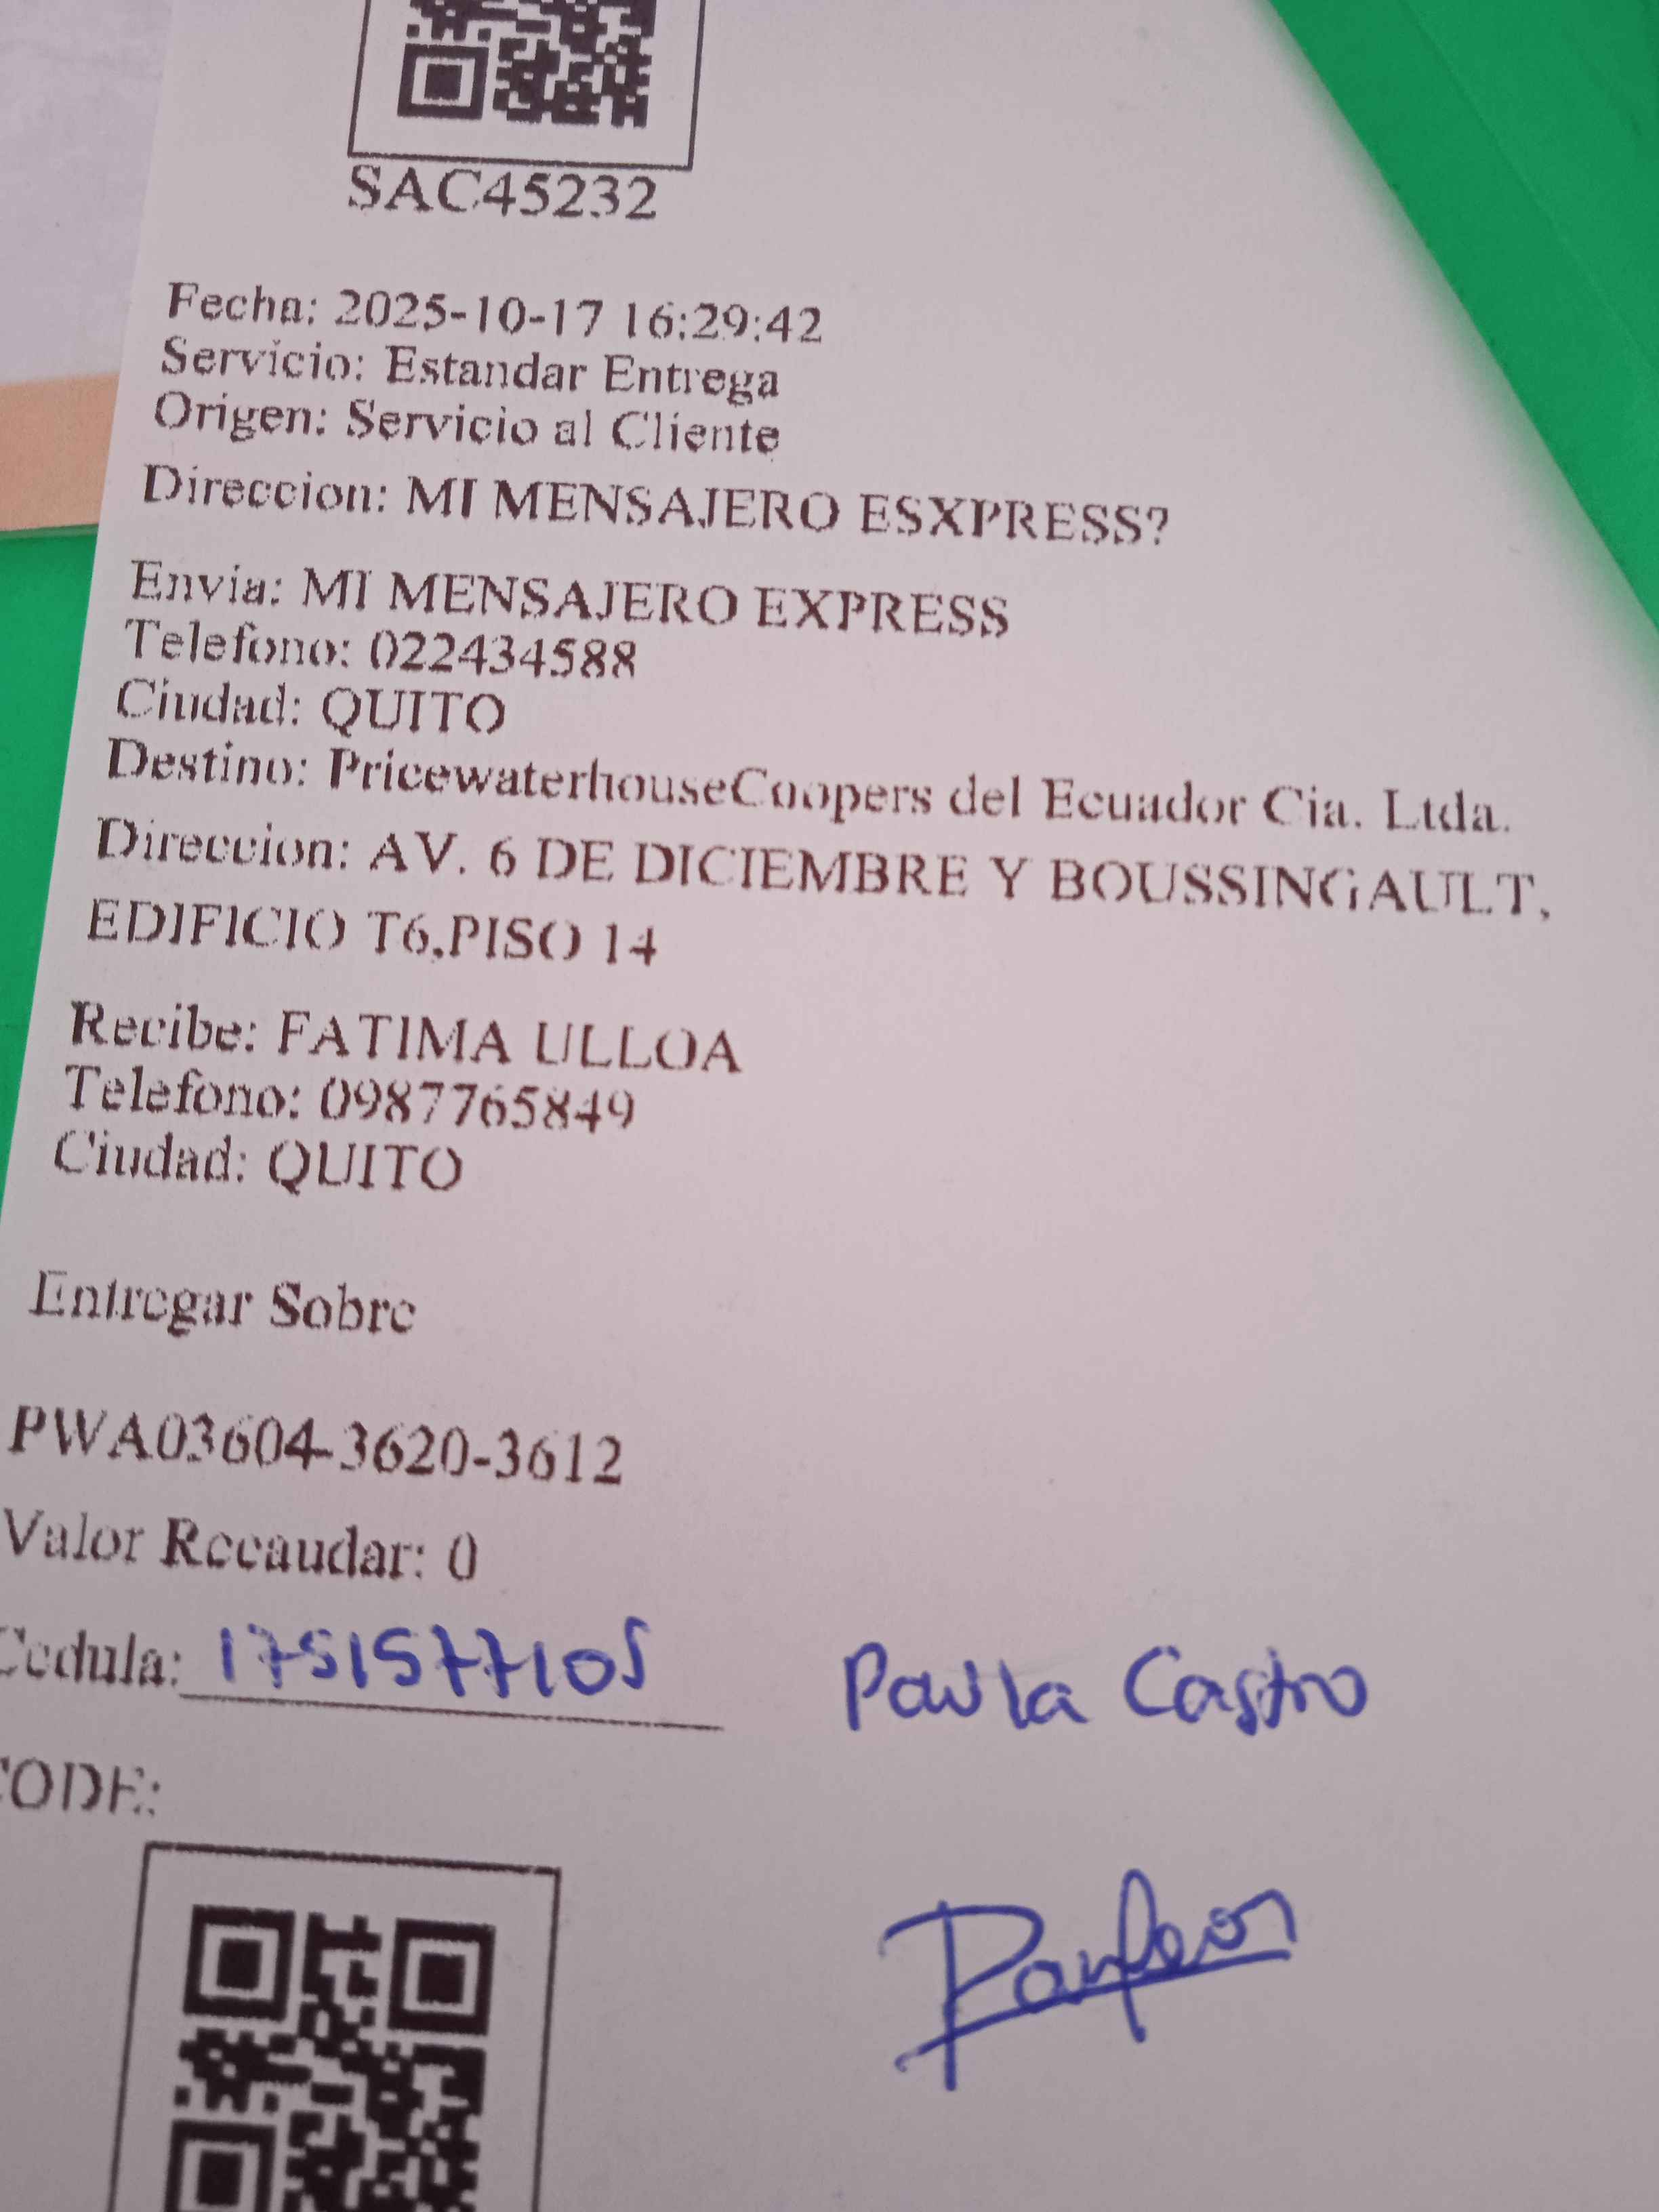 SAC45232
Fecha: 2025-10-17 16:29:42
Servicio: Estandar Entrega
Origen: Servicio al Cliente
Direccion: MI MENSAJERO ESXPRESS?
Envia: MI MENSAJERO EXPRESS
Telefono: 022434588
Ciudad: QUITO
Destino: PricewaterhouseCoopers del Ecuador Cia. Ltda.
Direccion: AV. 6 DE DICIEMBRE Y BOUSSINGAULT,
EDIFICIO T6,PISO 14
Recibe: FATIMA ULLOA
Telefono: 0987765849
Ciudad: QUITO
Entregar Sobre
PWA03604-3620-3612
Valor Recaudar: 0
Cedula: 1751577105 Paula Castro
CODE: